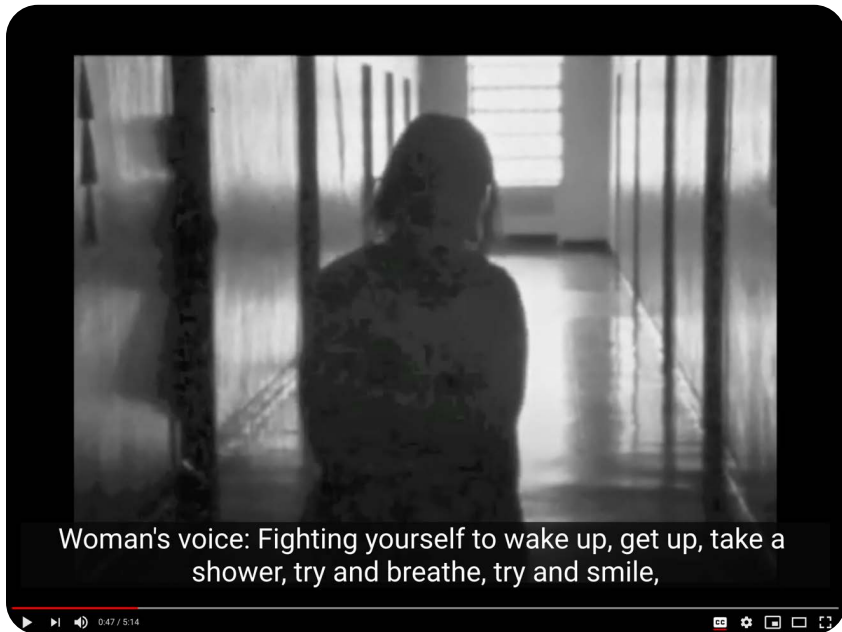 Woman's voice: Fighting yourself to wake up, get up, take a
shower, try and breathe, try and smile,
0:47 / 5:14
CC